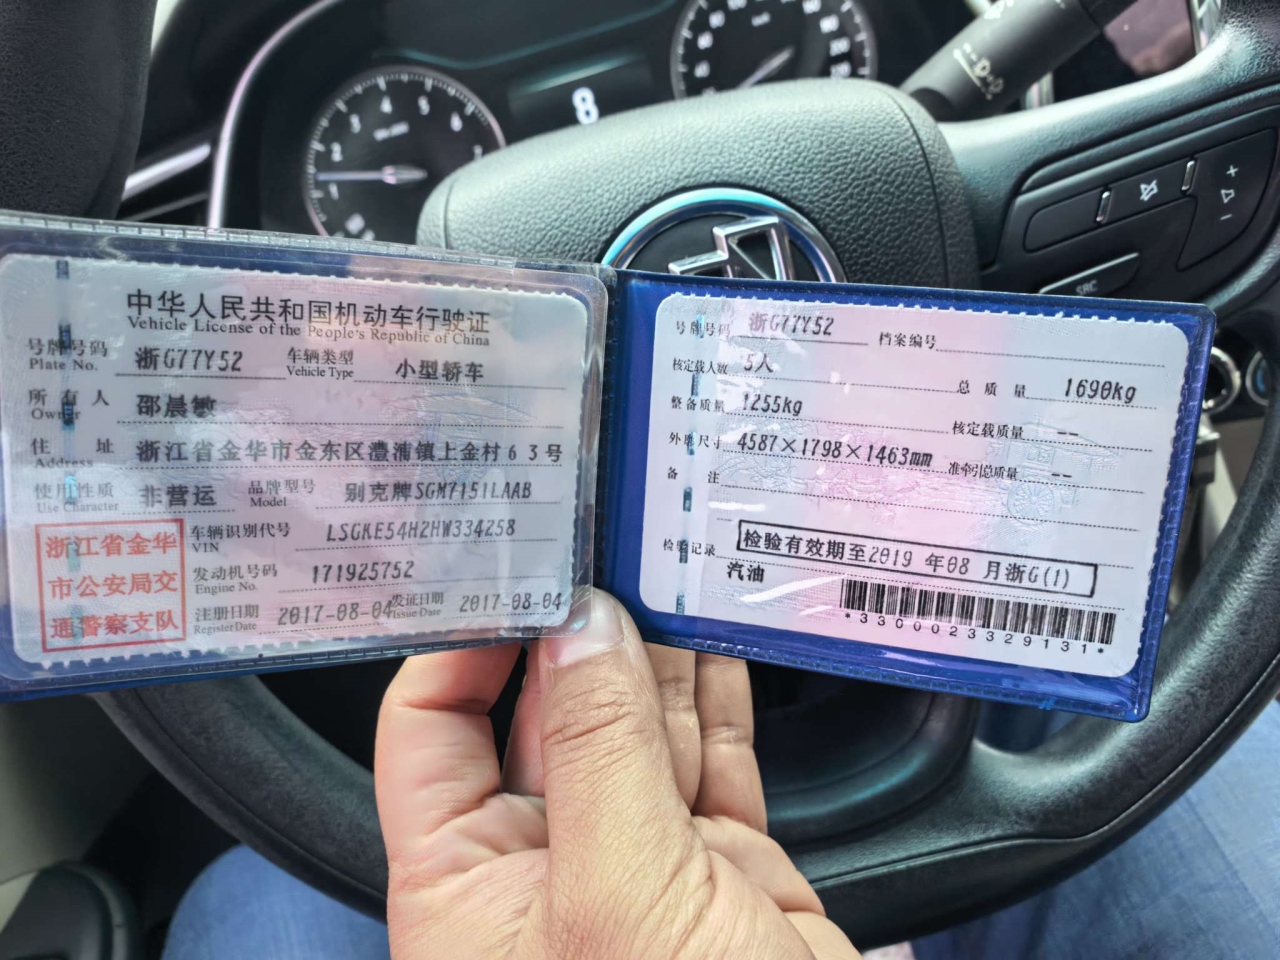 中华人民共和国机动车行驶证
Vehicle License of the People's Republic of China
号牌号码 浙G77Y52 车辆类型 小型轿车
Plate No. Vehicle Type
所有人 邵晨敏
Owner
住址 浙江省金华市金东区澧浦镇上金村63号
Address
使用性质 非营运 品牌型号 别克牌SGM7151LAAB
Use Character Model
浙江省金华
市公安局交
通警察支队
车辆识别代号 LSGKE54H2HW334258
VIN
发动机号码 171925752
Engine No.
注册日期 2017-08-04 发证日期 2017-08-04
Register Date Issue Date
号牌号码 浙G77Y52 档案编号
核定载人数 5人 总质量 1690kg
整备质量 1255kg 核定载质量 --
外廓尺寸 4587×1798×1463mm 准牵引总质量 --
备注
检验记录 检验有效期至2019 年08 月浙G(1)
汽油
*3300023329131*
8
SRC